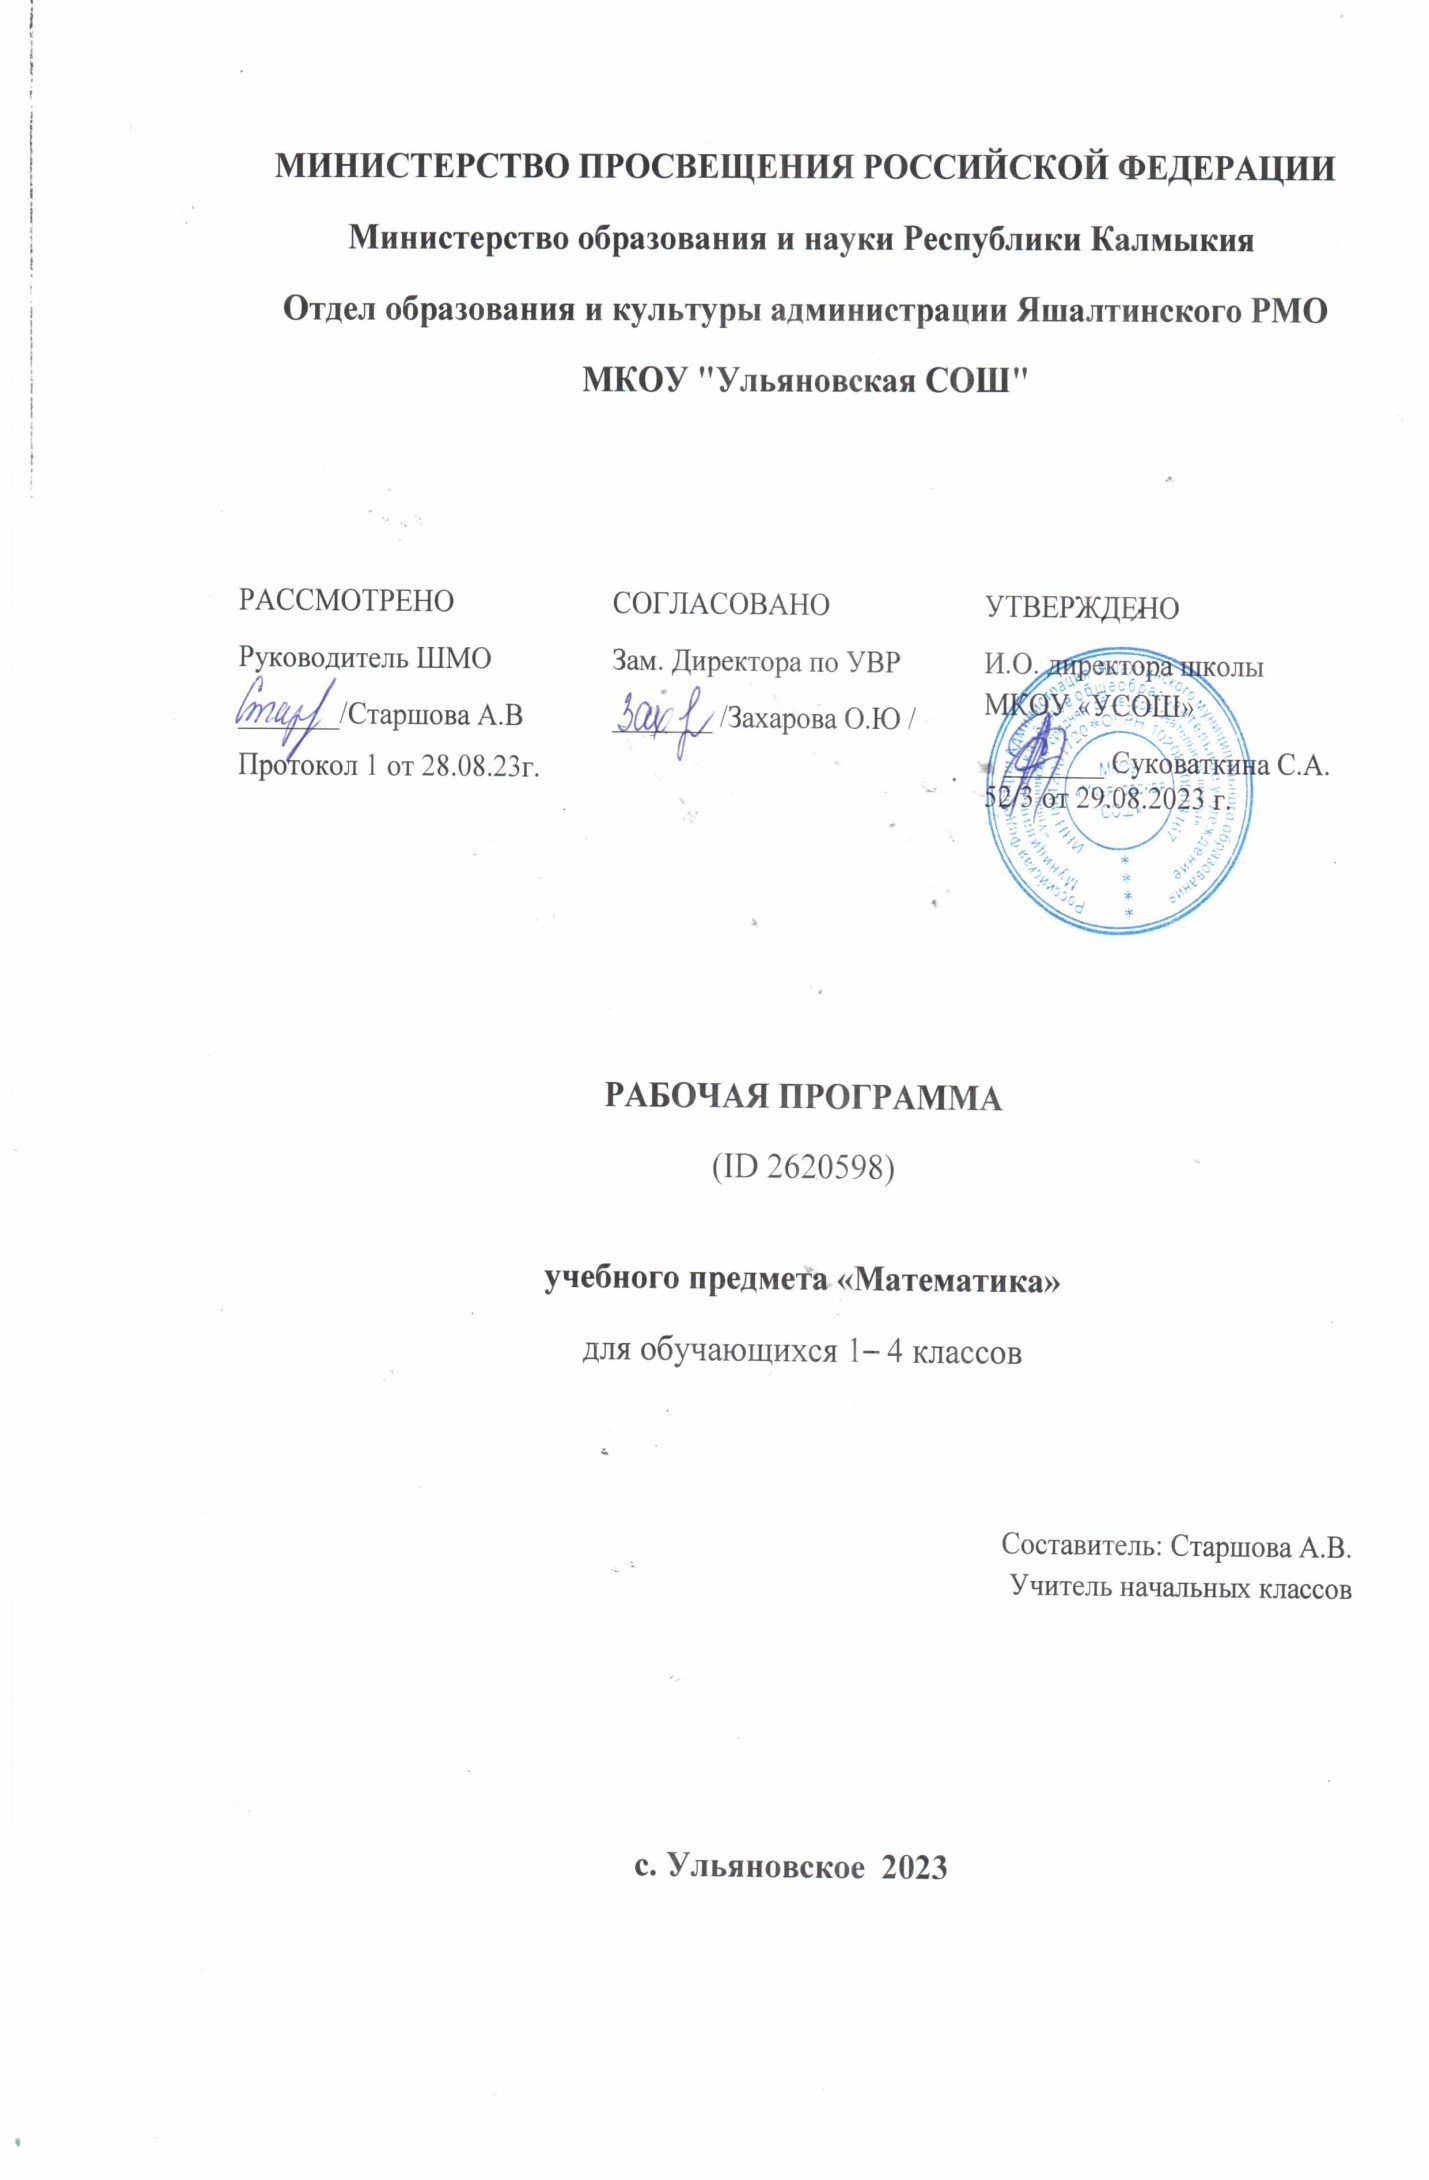 МИНИСТЕРСТВО ПРОСВЕЩЕНИЯ РОССИЙСКОЙ ФЕДЕРАЦИИ
Министерство образования и науки Республики Калмыкия
Отдел образования и культуры администрации Яшалтинского РМО
МКОУ "Ульяновская СОШ"
РАССМОТРЕНО
Руководитель ШМО
/Старшова А.В
Протокол 1 от 28.08.23г.
СОГЛАСОВАНО
Зам. Директора по УВР
/Захарова О.Ю /
УТВЕРЖДЕНО
И.О. директора школы
МКОУ «УСОШ»
Суковаткина С.А.
52/3 от 29.08.2023 г.
РАБОЧАЯ ПРОГРАММА
(ID 2620598)
учебного предмета «Математика»
для обучающихся 1– 4 классов
Составитель: Старшова А.В.
Учитель начальных классов
с. Ульяновское 2023